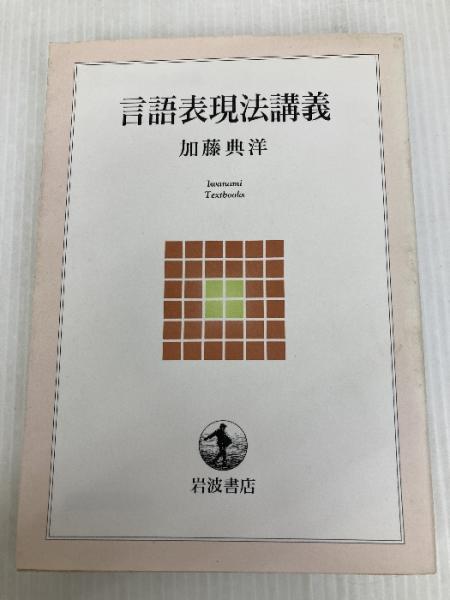 言語表現法講義
加藤典洋
Iwanami
Textbooks
岩波書店